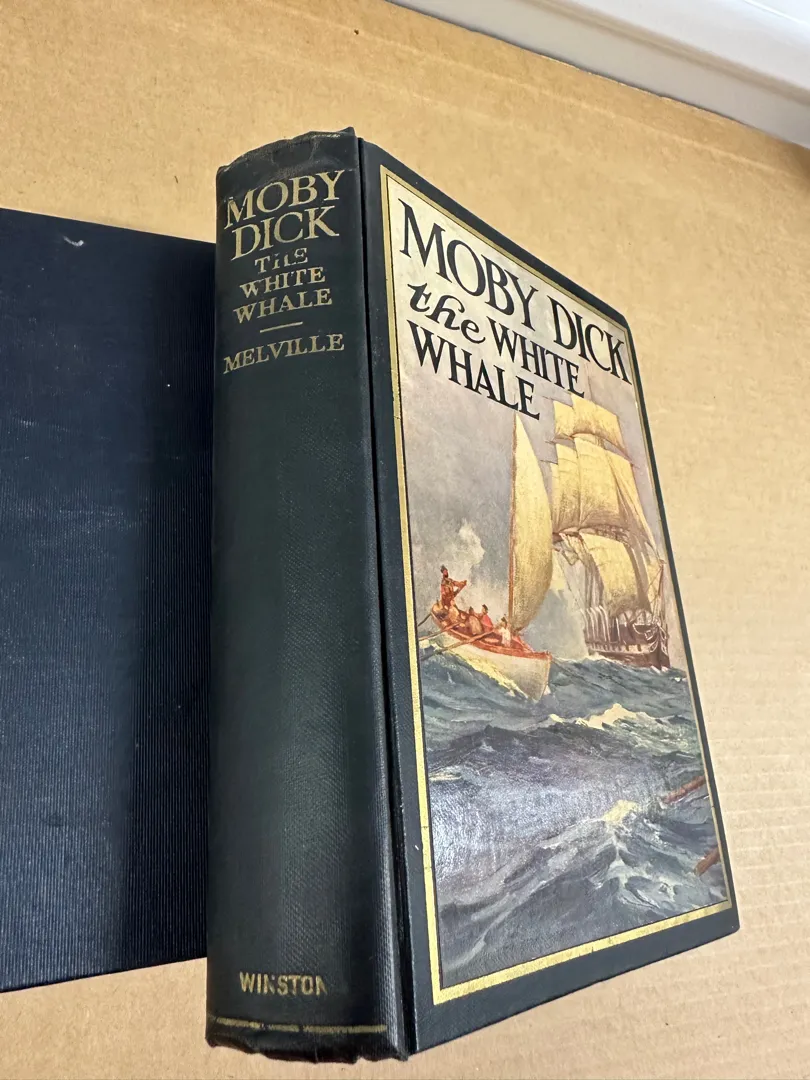 MOBY
DICK
THE
WHITE
WHALE
MELVILLE
WINSTON
MOBY DICK
the WHITE
WHALE